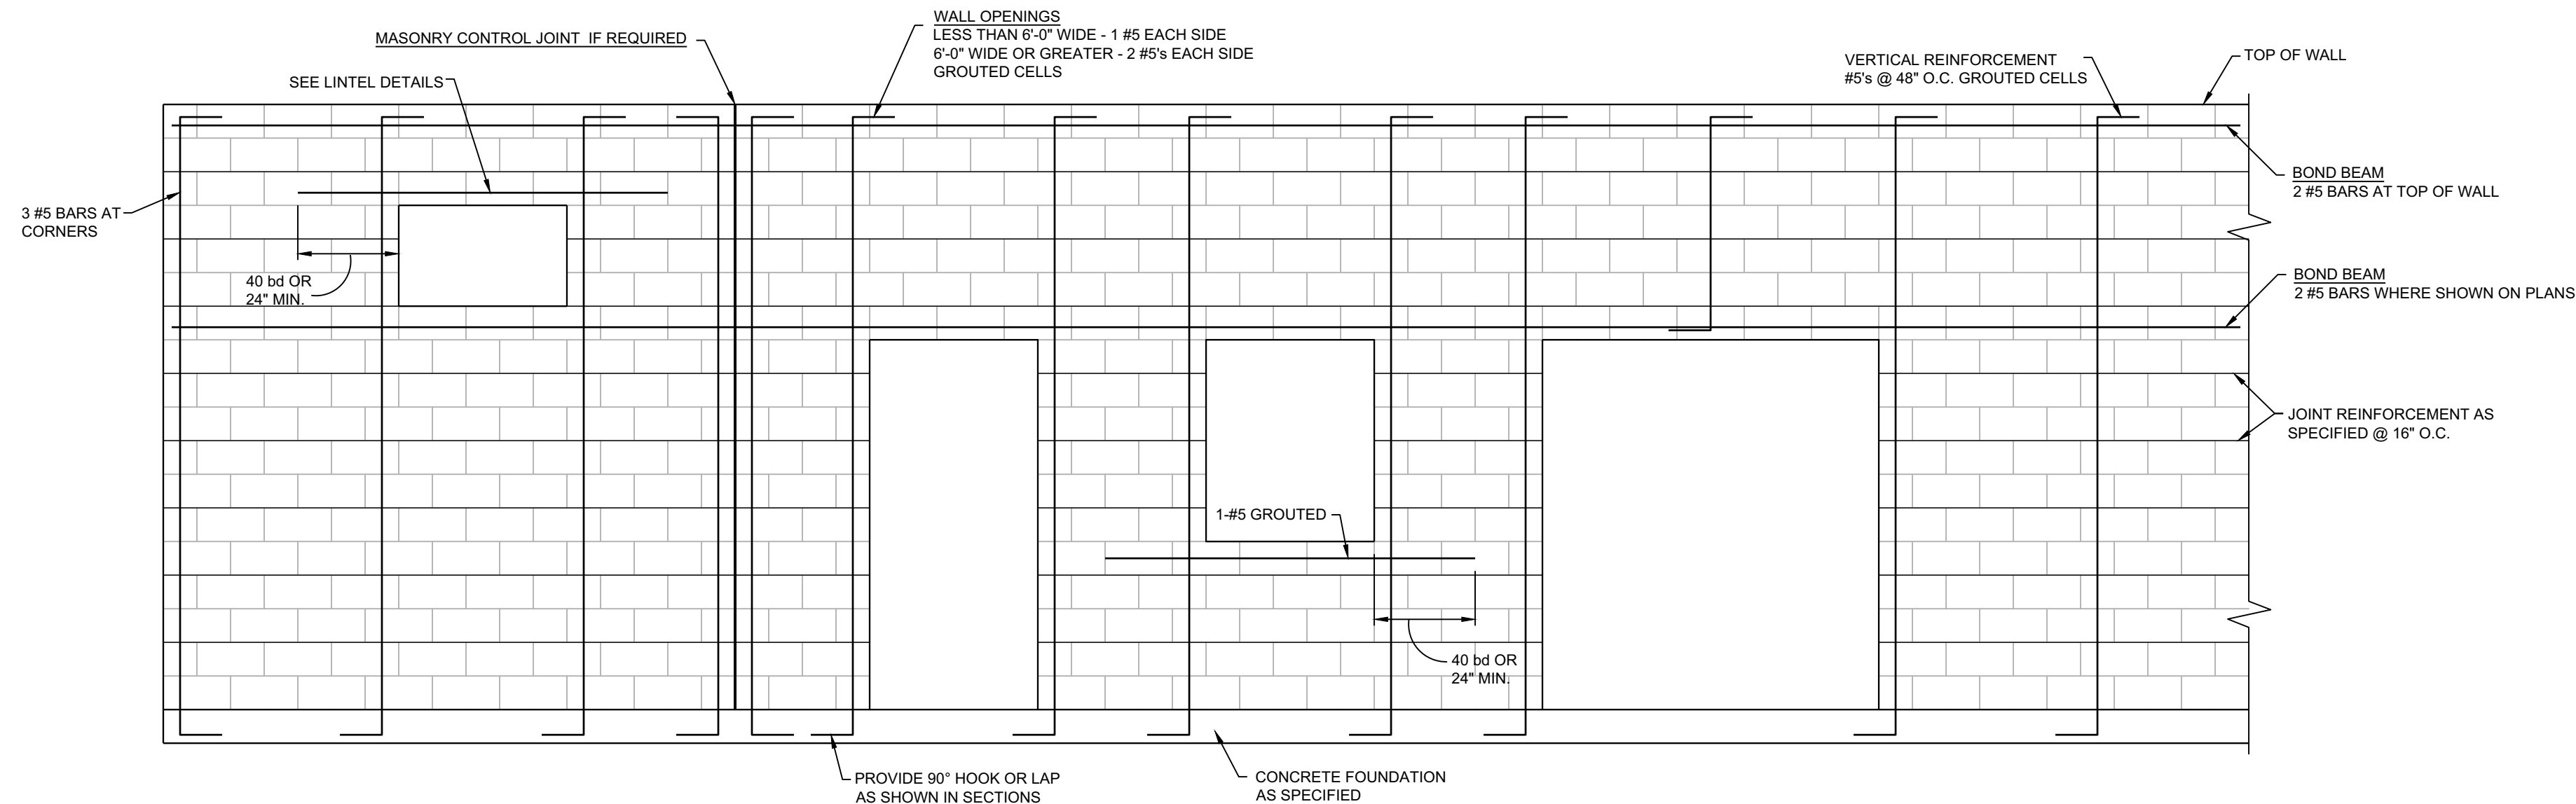 WALL OPENINGS
LESS THAN 6'-0" WIDE - 1 #5 EACH SIDE
6'-0" WIDE OR GREATER - 2 #5's EACH SIDE
GROUTED CELLS
MASONRY CONTROL JOINT IF REQUIRED
SEE LINTEL DETAILS
VERTICAL REINFORCEMENT
#5's @ 48" O.C. GROUTED CELLS
TOP OF WALL
BOND BEAM
2 #5 BARS AT TOP OF WALL
3 #5 BARS AT
CORNERS
40 bd OR
24" MIN.
BOND BEAM
2 #5 BARS WHERE SHOWN ON PLANS
JOINT REINFORCEMENT AS
SPECIFIED @ 16" O.C.
1-#5 GROUTED
40 bd OR
24" MIN.
PROVIDE 90° HOOK OR LAP
AS SHOWN IN SECTIONS
CONCRETE FOUNDATION
AS SPECIFIED